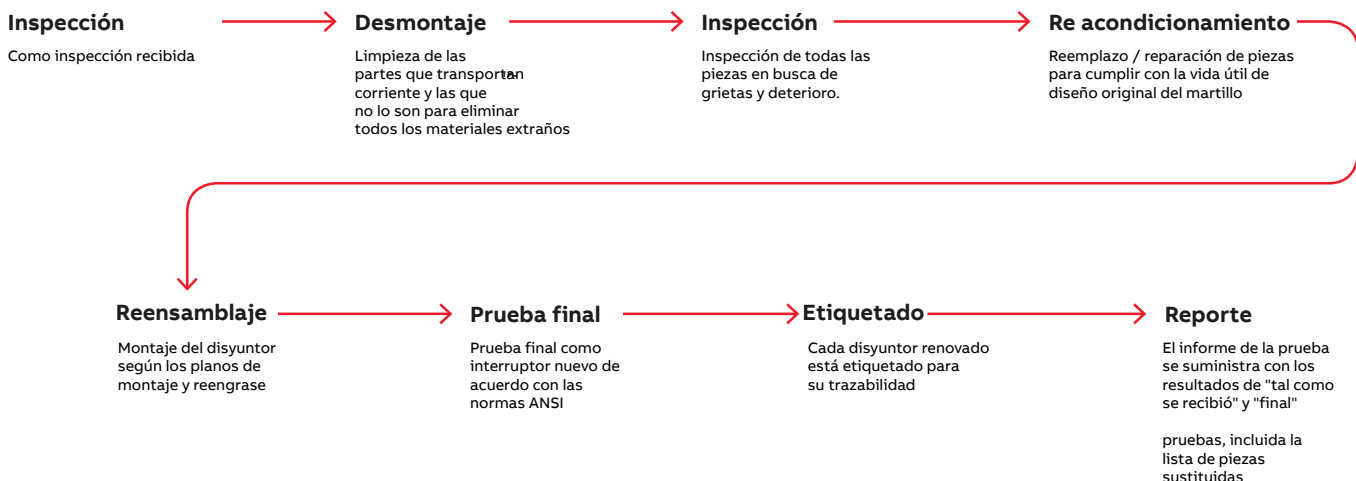 Inspección
Como inspección recibida
Desmontaje
Limpieza de las
partes que transportan
corriente y las que
no lo son para eliminar
todos los materiales extraños
Inspección
Inspección de todas las
piezas en busca de
grietas y deterioro.
Re acondicionamiento
Reemplazo / reparación de piezas
para cumplir con la vida útil de
diseño original del martillo
Reensamblaje
Montaje del disyuntor
según los planos de
montaje y reengrase
Prueba final
Prueba final como
interruptor nuevo de
acuerdo con las
normas ANSI
Etiquetado
Cada disyuntor renovado
está etiquetado para
su trazabilidad
Reporte
El informe de la prueba
se suministra con los
resultados de "tal como
se recibió" y "final"
pruebas, incluida la
lista de piezas
sustituidas